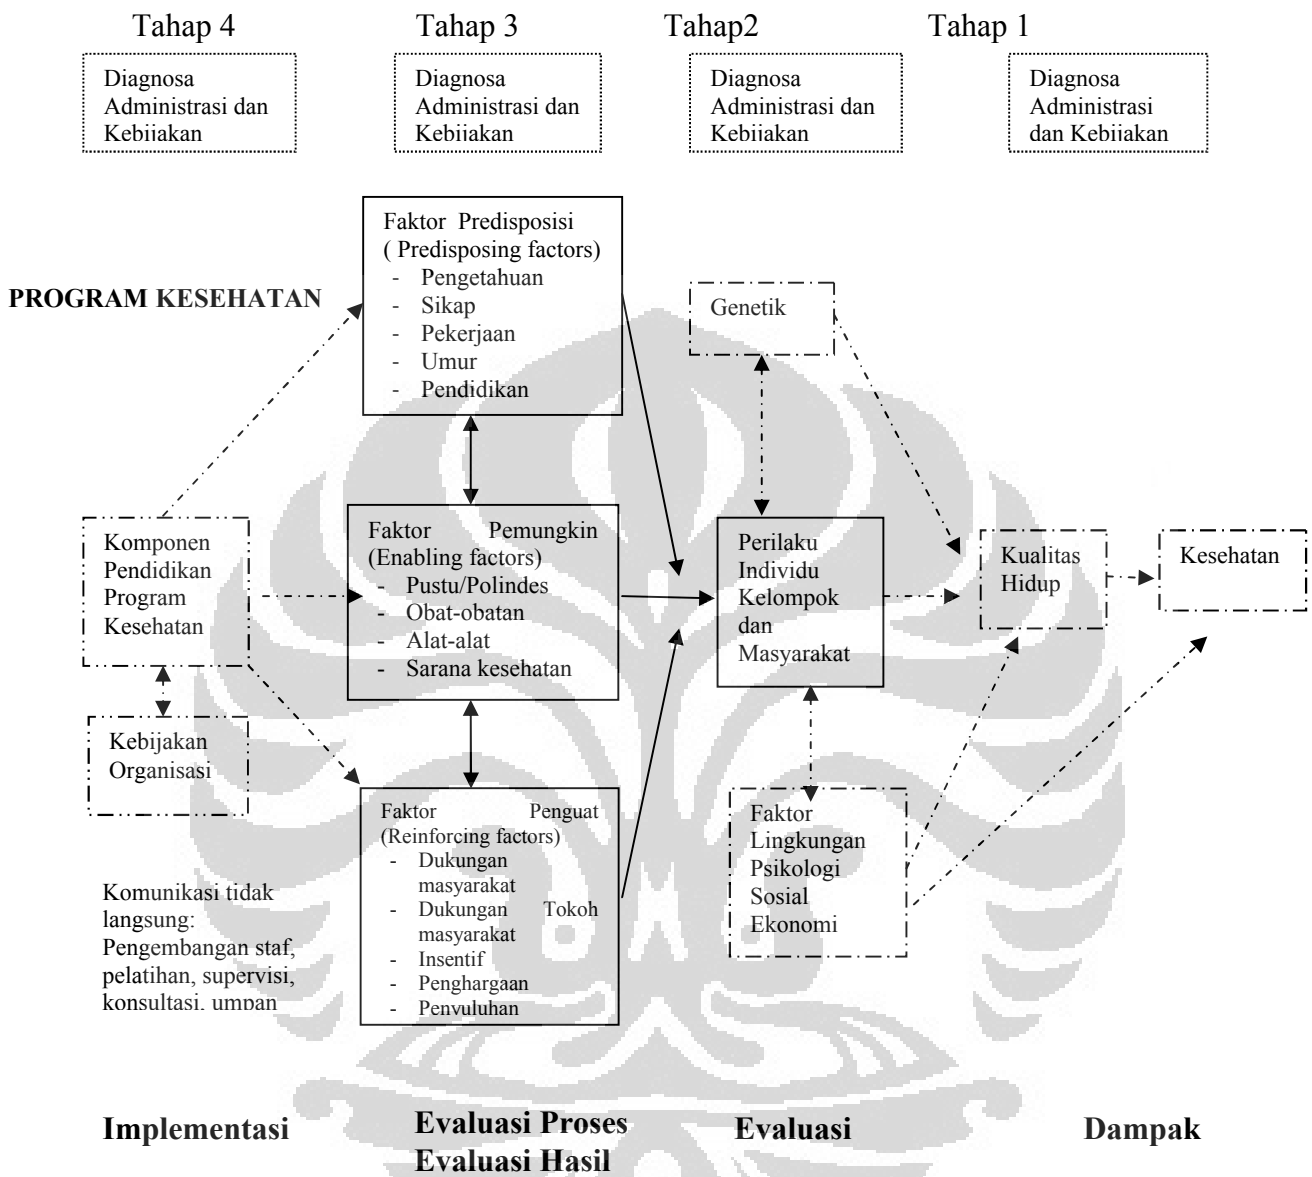 Tahap 4
Tahap 3
Tahap2
Tahap 1
Diagnosa
Administrasi dan
Kebijakan
Diagnosa
Administrasi dan
Kebijakan
Diagnosa
Administrasi dan
Kebijakan
Diagnosa
Administrasi
dan Kebijakan
PROGRAM KESEHATAN
Faktor Predisposisi
( Predisposing factors)
- Pengetahuan
- Sikap
- Pekerjaan
- Umur
- Pendidikan
Genetik
Komponen
Pendidikan
Program
Kesehatan
Faktor Pemungkin
(Enabling factors)
- Pustu/Polindes
- Obat-obatan
- Alat-alat
- Sarana kesehatan
Perilaku
Individu
Kelompok
dan
Masyarakat
Kualitas
Hidup
Kesehatan
Kebijakan
Organisasi
Faktor Penguat
(Reinforcing factors)
- Dukungan
masyarakat
- Dukungan Tokoh
masyarakat
- Insentif
- Penghargaan
- Penyuluhan
Faktor
Lingkungan
Psikologi
Sosial
Ekonomi
Komunikasi tidak
langsung:
Pengembangan staf,
pelatihan, supervisi,
konsultasi, umpan
Implementasi
Evaluasi Proses
Evaluasi Hasil
Evaluasi
Dampak